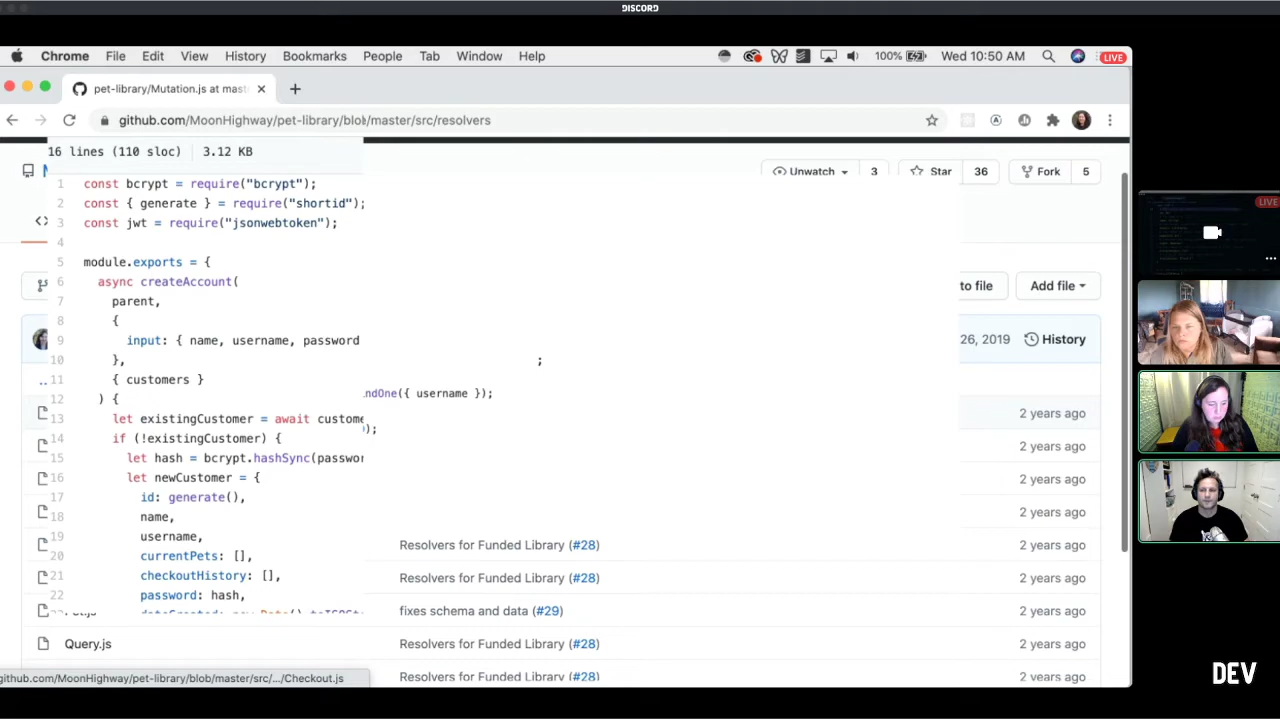 DISCORD
Chrome File Edit View History Bookmarks People Tab Window Help 100% Wed 10:50 AM LIVE
pet-library/Mutation.js at mast
github.com/MoonHighway/pet-library/blob/master/src/resolvers
16 lines (110 sloc) 3.12 KB
Unwatch 3 Star 36 Fork 5
1 const bcrypt = require("bcrypt");
2 const { generate } = require("shortid");
3 const jwt = require("jsonwebtoken");
4
5 module.exports = {
6 async createAccount(
7 parent,
8 {
9 input: { name, username, password
10 },
11 { customers }
12 ) {
13 let existingCustomer = await custome
14 if (!existingCustomer) {
15 let hash = bcrypt.hashSync(passwor
16 let newCustomer = {
17 id: generate(),
18 name,
19 username,
20 currentPets: [],
21 checkoutHistory: [],
22 password: hash,
;
ndOne({ username });
);
to file Add file
26, 2019 History
2 years ago
2 years ago
2 years ago
2 years ago
Resolvers for Funded Library (#28) 2 years ago
Resolvers for Funded Library (#28) 2 years ago
fixes schema and data (#29) 2 years ago
Query.js Resolvers for Funded Library (#28) 2 years ago
Resolvers for Funded Library (#28) 2 years ago
github.com/MoonHighway/pet-library/blob/master/src/.../Checkout.js
LIVE
DEV